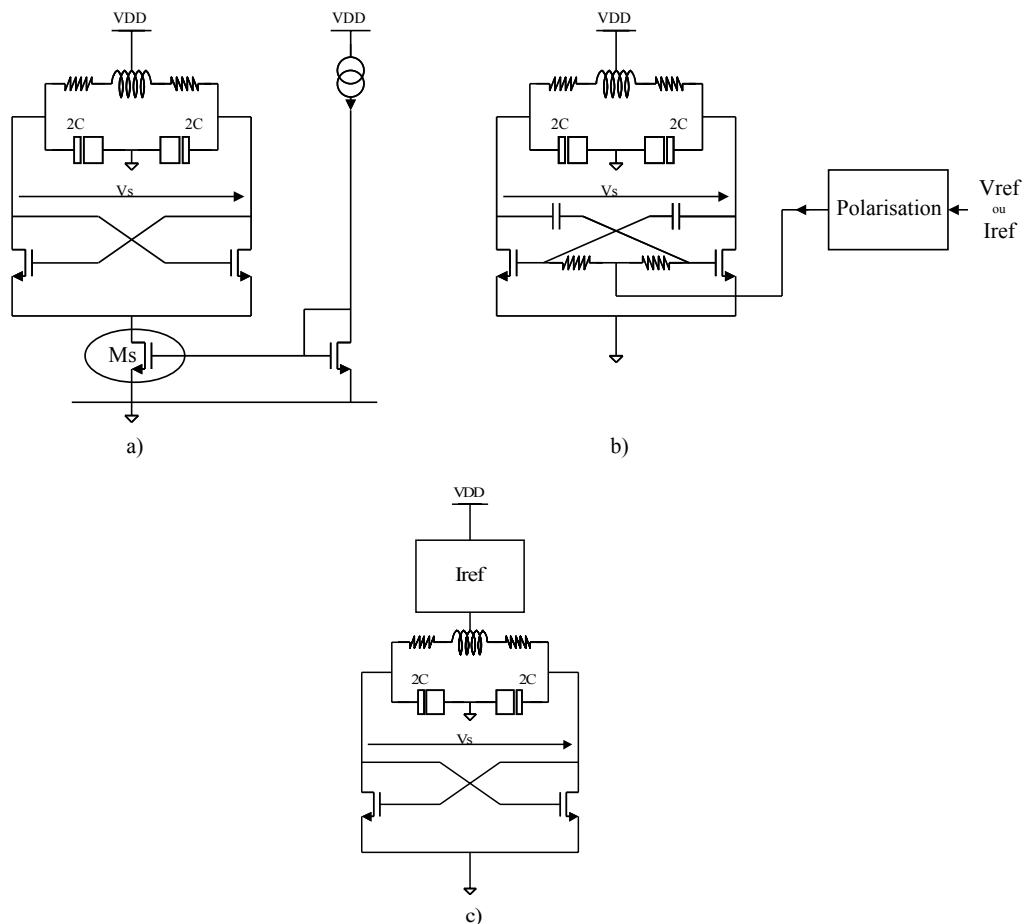 VDD
VDD
2C
2C
Vs
Ms
a)
VDD
2C
2C
Vs
Polarisation
Vref
ou
Iref
b)
VDD
Iref
2C
2C
Vs
c)